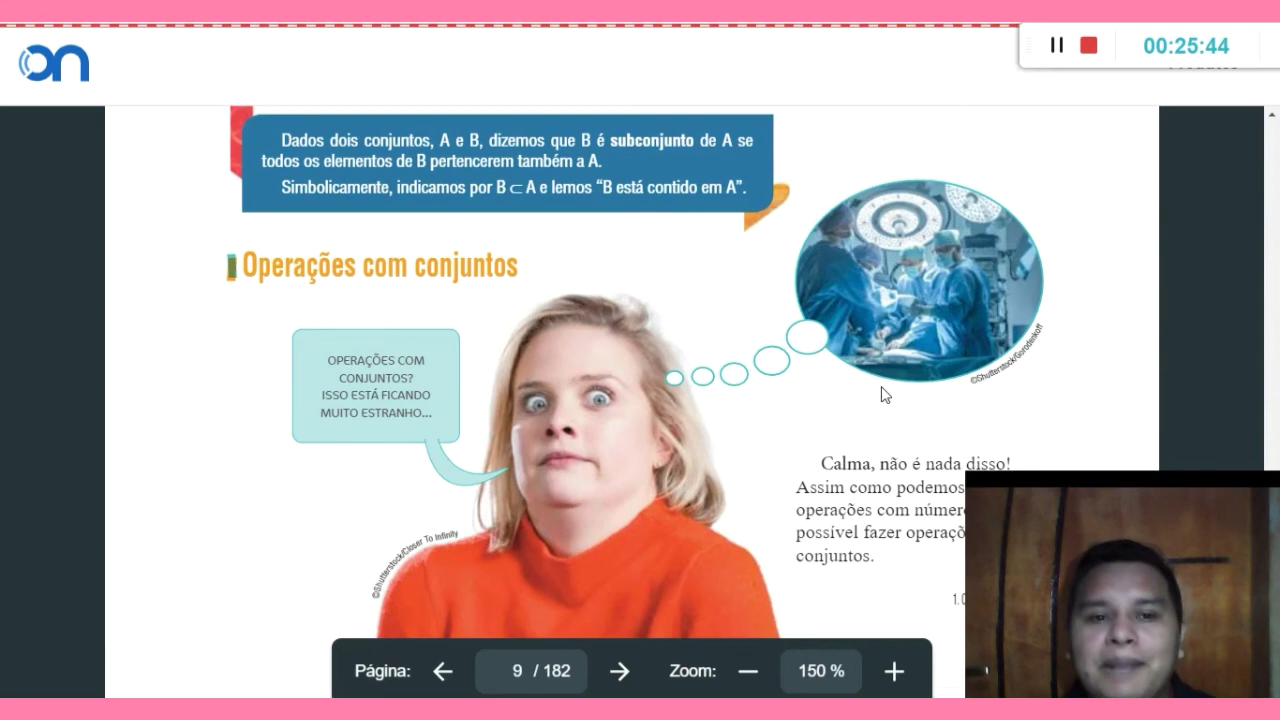 on
00:25:44
Dados dois conjuntos, A e B, dizemos que B é subconjunto de A se
todos os elementos de B pertencerem também a A.
Simbolicamente, indicamos por B ⊂ A e lemos “B está contido em A”.
Operações com conjuntos
OPERAÇÕES COM
CONJUNTOS?
ISSO ESTÁ FICANDO
MUITO ESTRANHO...
©Shutterstock/Gorodenkoff
©Shutterstock/Closer To Infinity
Calma, não é nada disso!
Assim como podemos
operações com
possível fazer
conjuntos.
Página:
9 / 182
Zoom:
150 %